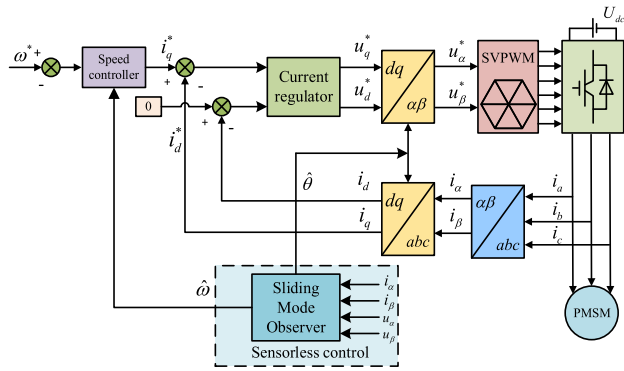 U_dc
ω* + -
Speed controller
i_q* + -
0
+ -
i_d*
Current regulator
u_q*
u_d*
dq
αβ
u_α*
u_β*
SVPWM
θ̂
i_d
i_q
dq
abc
i_α
i_β
αβ
abc
i_a
i_b
i_c
PMSM
ω̂
Sliding
Mode
Observer
i_α
i_β
u_α
u_β
Sensorless control